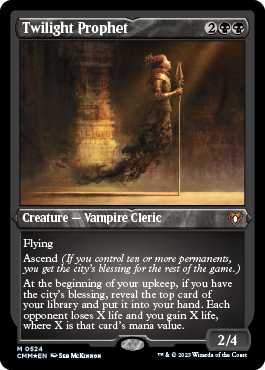 Twilight Prophet 2
Creature — Vampire Cleric
Flying
Ascend (If you control ten or more permanents,
you get the city's blessing for the rest of the game.)
At the beginning of your upkeep, if you have
the city's blessing, reveal the top card of
your library and put it into your hand. Each
opponent loses X life and you gain X life,
where X is that card's mana value.
2/4
M 0524
CMM★EN Seb McKinnon
™ & © 2023 Wizards of the Coast